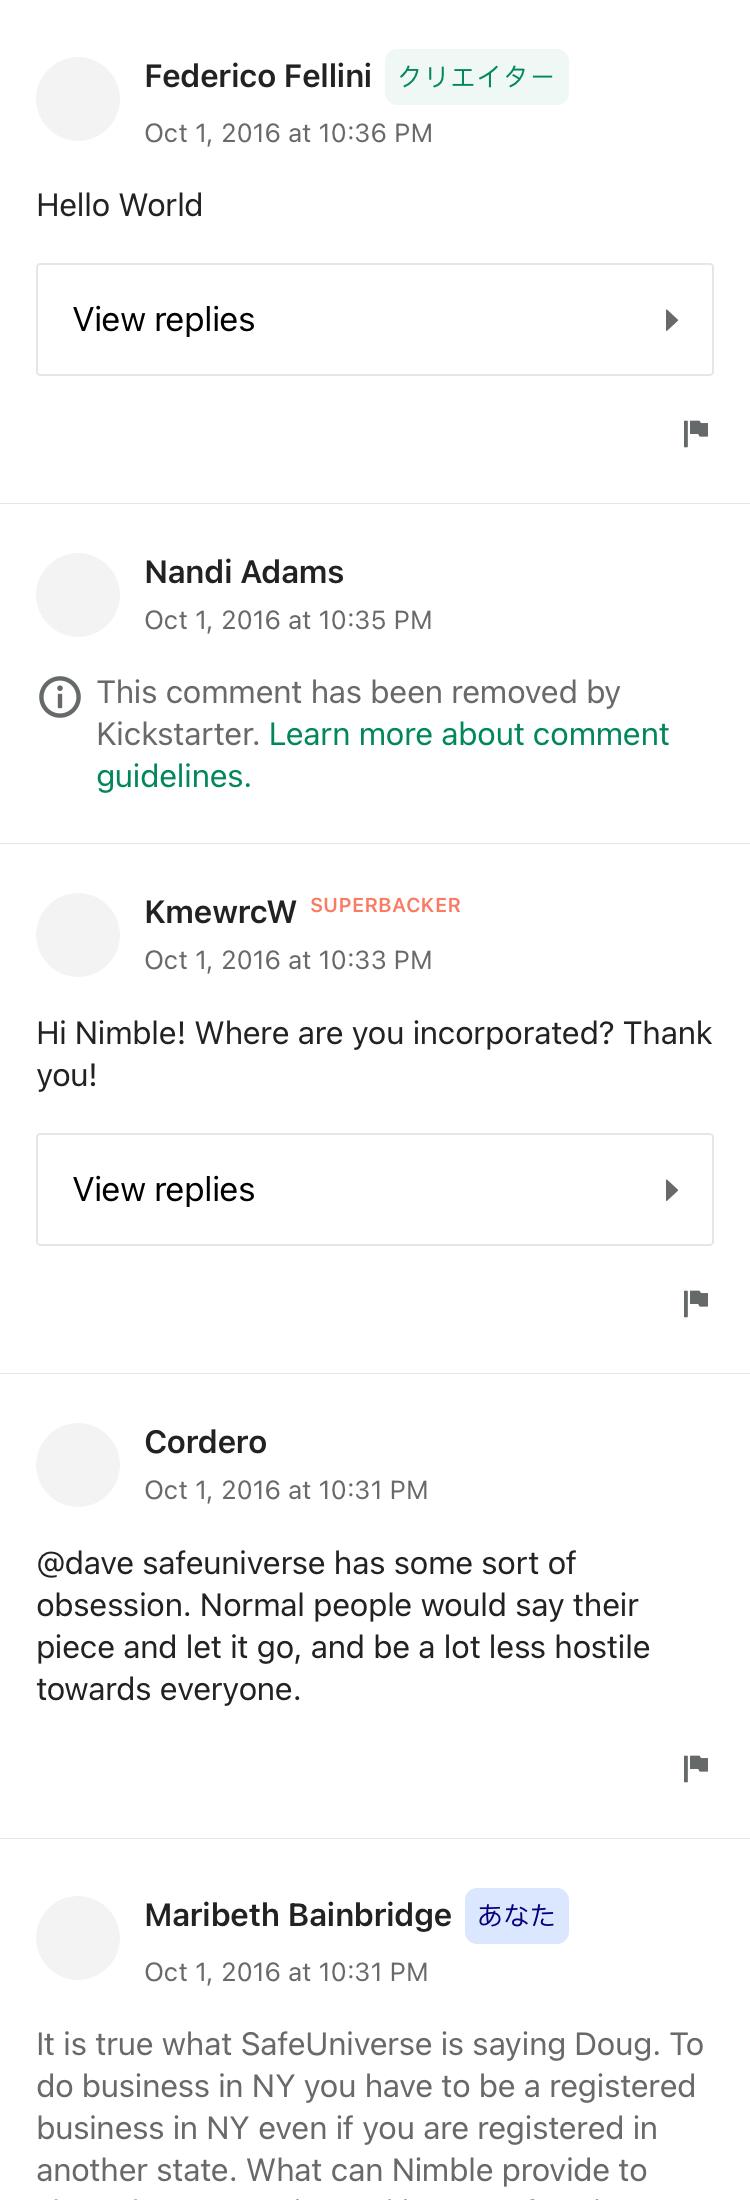 Federico Fellini クリエイター
Oct 1, 2016 at 10:36 PM
Hello World
View replies
Nandi Adams
Oct 1, 2016 at 10:35 PM
This comment has been removed by
Kickstarter. Learn more about comment
guidelines.
KmewrcW SUPERBACKER
Oct 1, 2016 at 10:33 PM
Hi Nimble! Where are you incorporated? Thank
you!
View replies
Cordero
Oct 1, 2016 at 10:31 PM
@dave safeuniverse has some sort of
obsession. Normal people would say their
piece and let it go, and be a lot less hostile
towards everyone.
Maribeth Bainbridge あなた
Oct 1, 2016 at 10:31 PM
It is true what SafeUniverse is saying Doug. To
do business in NY you have to be a registered
business in NY even if you are registered in
another state. What can Nimble provide to